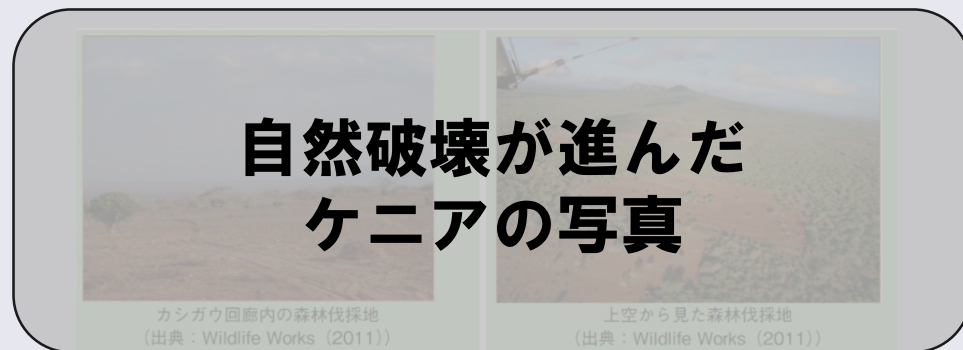 自然破壊が進んだ
ケニアの写真
カシガウ回廊内の森林伐採地
（出典：Wildlife Works（2011））
上空から見た森林伐採地
（出典：Wildlife Works（2011））